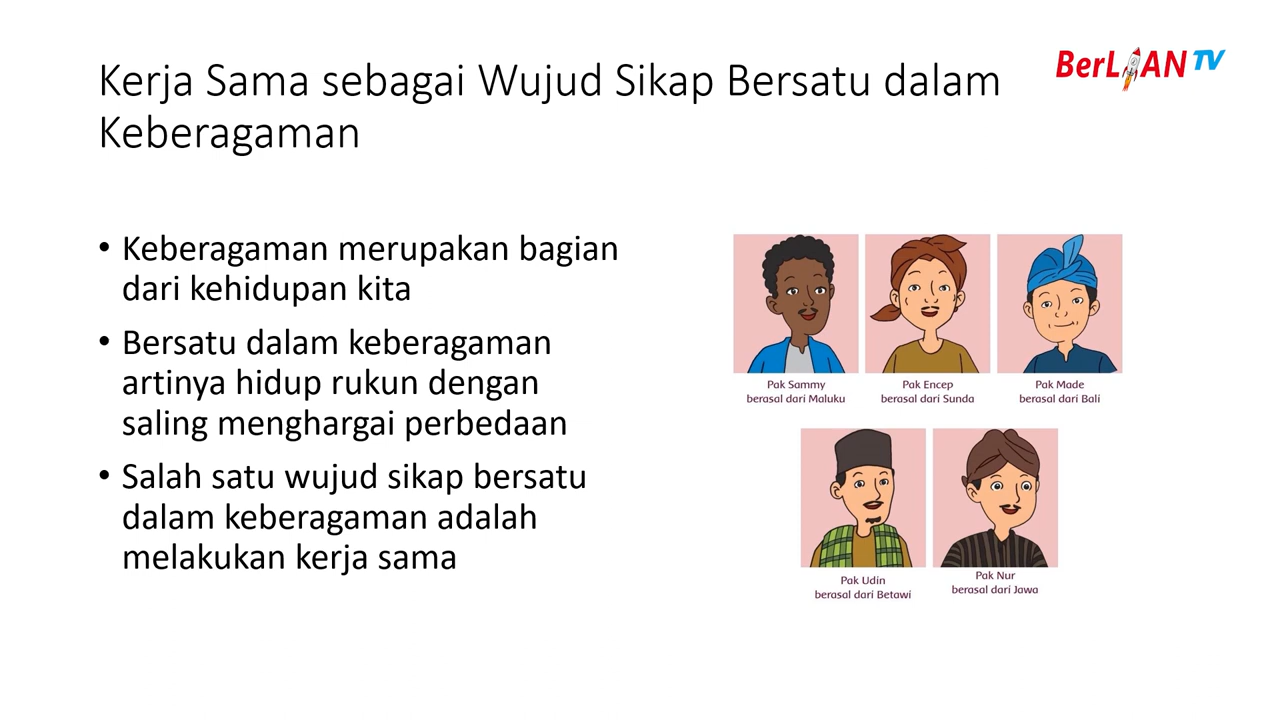 Kerja Sama sebagai Wujud Sikap Bersatu dalam
Keberagaman
BerLIAN TV
• Keberagaman merupakan bagian
dari kehidupan kita
• Bersatu dalam keberagaman
artinya hidup rukun dengan
saling menghargai perbedaan
• Salah satu wujud sikap bersatu
dalam keberagaman adalah
melakukan kerja sama
Pak Sammy
berasal dari Maluku
Pak Encep
berasal dari Sunda
Pak Made
berasal dari Bali
Pak Udin
berasal dari Betawi
Pak Nur
berasal dari Jawa